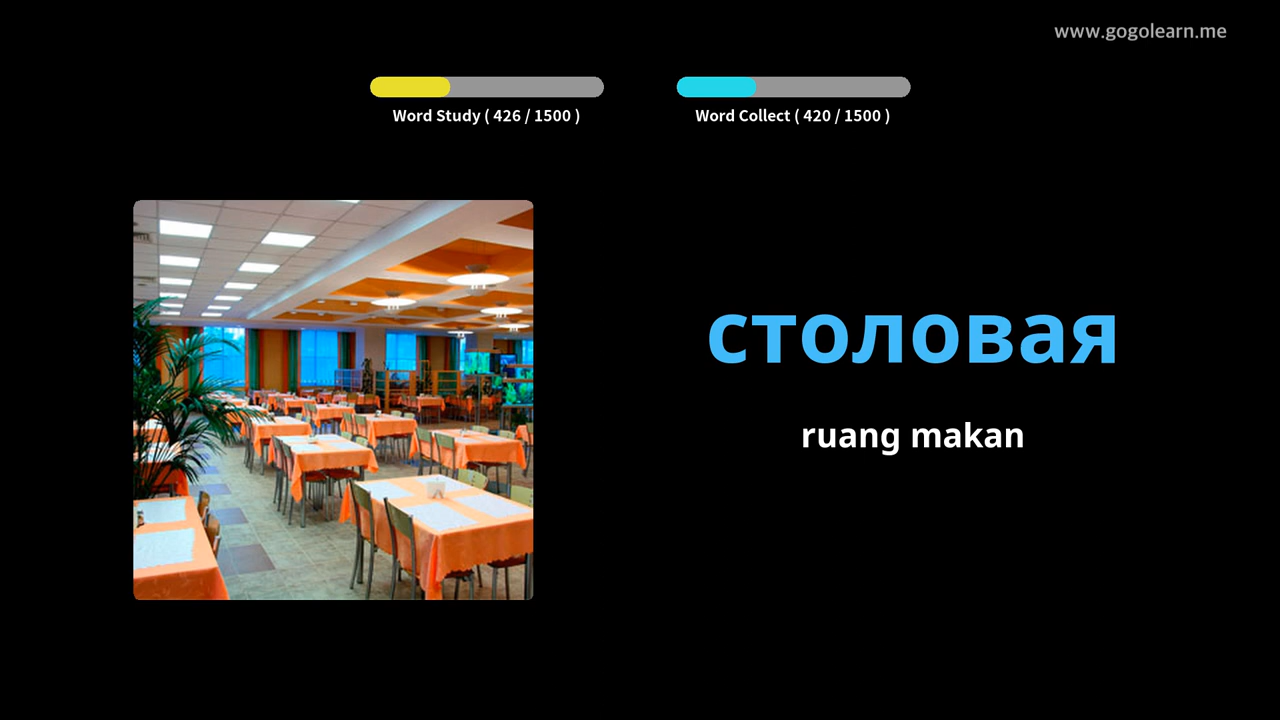 www.gogolearn.me
Word Study ( 426 / 1500 )
Word Collect ( 420 / 1500 )
столовая
ruang makan